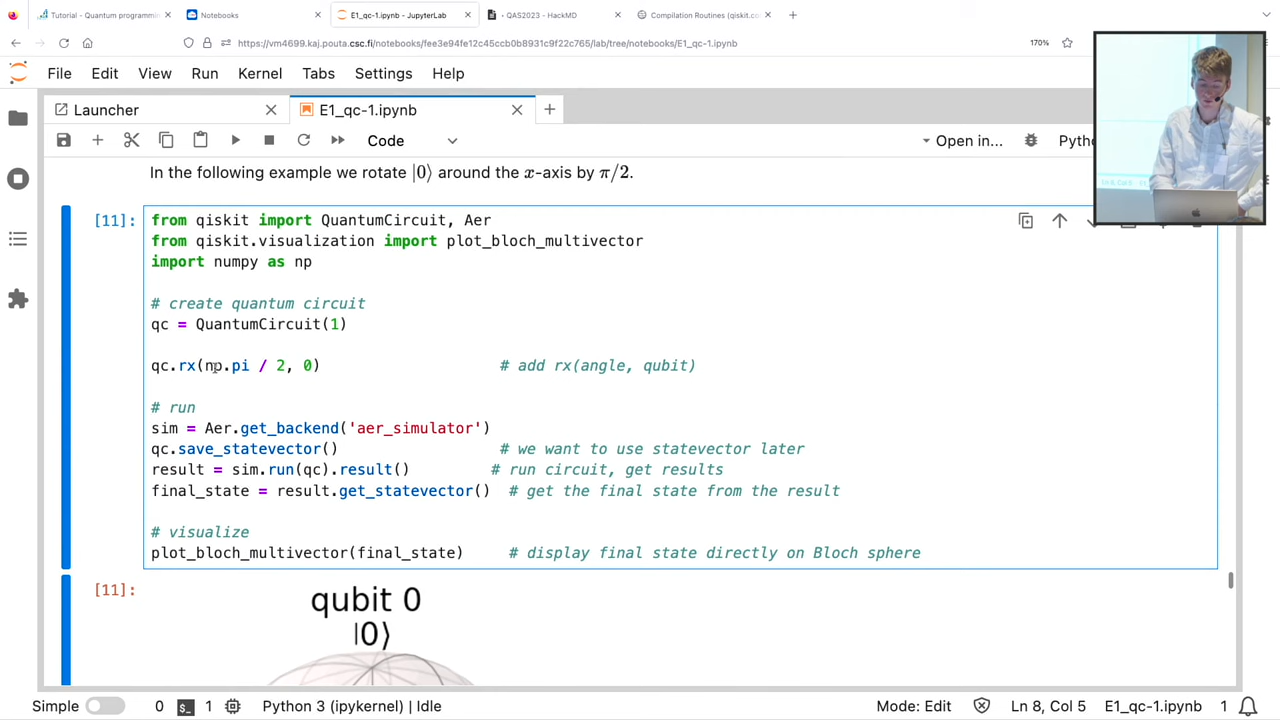 Tutorial - Quantum programmin
Notebooks
E1_qc-1.ipynb - JupyterLab
- QAS2023 - HackMD
Compilation Routines (qiskit.cc
https://vm4699.kaj.pouta.csc.fi/notebooks/fee3e94fe12c45ccb0b8931c9f22c765/lab/tree/notebooks/E1_qc-1.ipynb
170%
File Edit View Run Kernel Tabs Settings Help
Launcher
E1_qc-1.ipynb
Code
Open in...
Pytho
In the following example we rotate |0⟩ around the x-axis by π/2.
[11]:
from qiskit import QuantumCircuit, Aer
from qiskit.visualization import plot_bloch_multivector
import numpy as np
# create quantum circuit
qc = QuantumCircuit(1)
qc.rx(np.pi / 2, 0) # add rx(angle, qubit)
# run
sim = Aer.get_backend('aer_simulator')
qc.save_statevector() # we want to use statevector later
result = sim.run(qc).result() # run circuit, get results
final_state = result.get_statevector() # get the final state from the result
# visualize
plot_bloch_multivector(final_state) # display final state directly on Bloch sphere
[11]:
qubit 0
|0⟩
Simple 0 1 Python 3 (ipykernel) | Idle Mode: Edit Ln 8, Col 5 E1_qc-1.ipynb 1